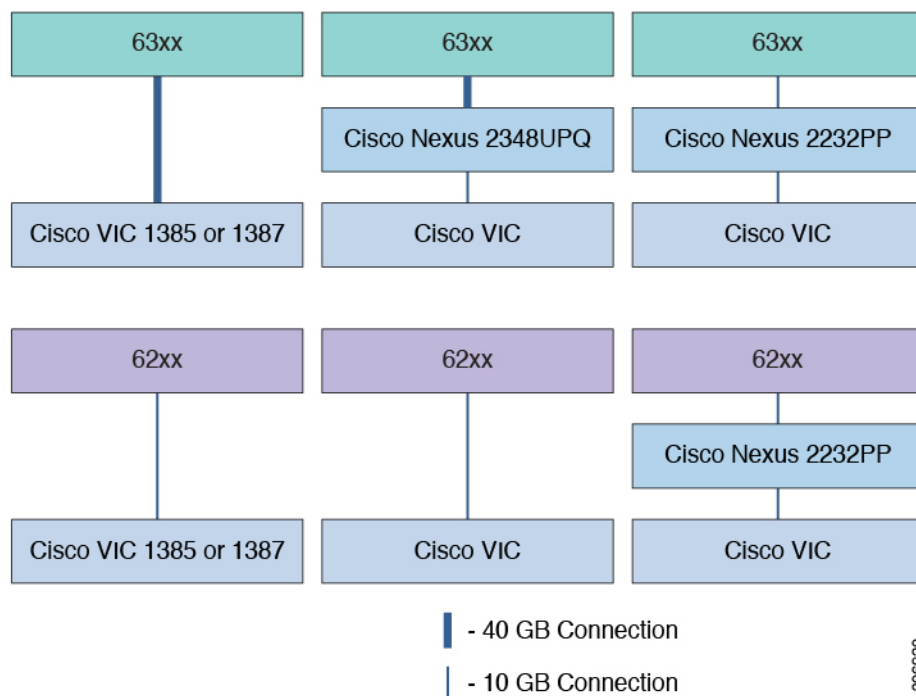 63xx
63xx
63xx
Cisco Nexus 2348UPQ
Cisco Nexus 2232PP
Cisco VIC 1385 or 1387
Cisco VIC
Cisco VIC
62xx
62xx
62xx
Cisco Nexus 2232PP
Cisco VIC 1385 or 1387
Cisco VIC
Cisco VIC
- 40 GB Connection
- 10 GB Connection